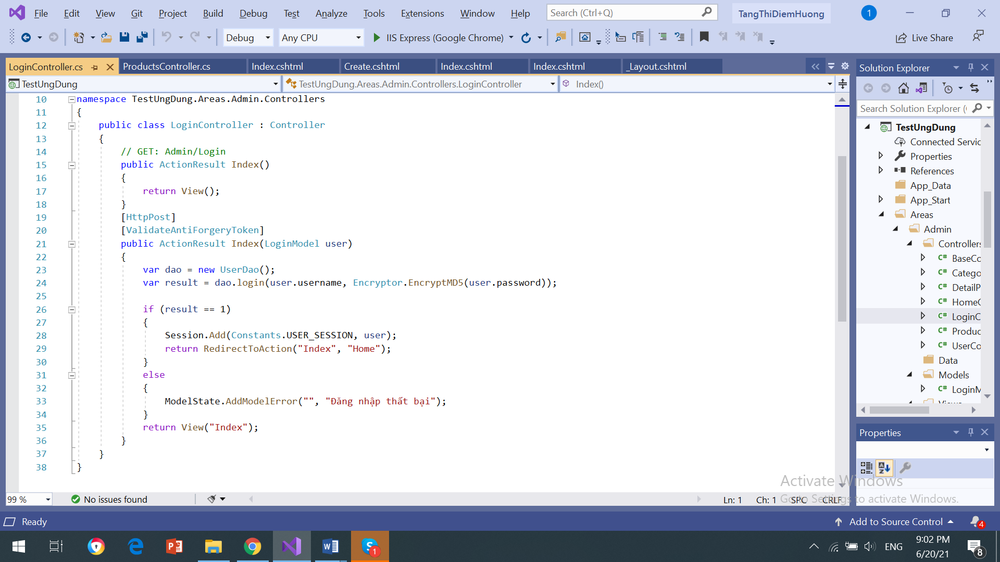 File Edit View Git Project Build Debug Test Analyze Tools Extensions Window Help Search (Ctrl+Q) TangThiDiemHuong 1
Debug Any CPU IIS Express (Google Chrome) Live Share
LoginController.cs ProductsController.cs Index.cshtml Create.cshtml Index.cshtml Index.cshtml _Layout.cshtml
TestUngDung TestUngDung.Areas.Admin.Controllers.LoginController Index()
10 namespace TestUngDung.Areas.Admin.Controllers
11 {
12 public class LoginController : Controller
13 {
14 // GET: Admin/Login
15 public ActionResult Index()
16 {
17 return View();
18 }
19 [HttpPost]
20 [ValidateAntiForgeryToken]
21 public ActionResult Index(LoginModel user)
22 {
23 var dao = new UserDao();
24 var result = dao.login(user.username, Encryptor.EncryptMD5(user.password));
25
26 if (result == 1)
27 {
28 Session.Add(Constants.USER_SESSION, user);
29 return RedirectToAction("Index", "Home");
30 }
31 else
32 {
33 ModelState.AddModelError("", "Đăng nhập thất bại");
34 }
35 return View("Index");
36 }
37 }
38 }
99 % No issues found Ln: 1 Ch: 1 SPC CRLF
Solution Explorer
Search Solution Explorer (
TestUngDung
Connected Servic
Properties
References
App_Data
App_Start
Areas
Admin
Controllers
C# BaseCo
C# Catego
C# DetailP
C# HomeC
C# LoginC
C# Produc
C# UserCo
Data
Models
C# LoginM
Views
Properties
Activate Windows
Go to Settings to activate Windows.
Ready Add to Source Control 4
1 ENG 9:02 PM
6/20/21 8